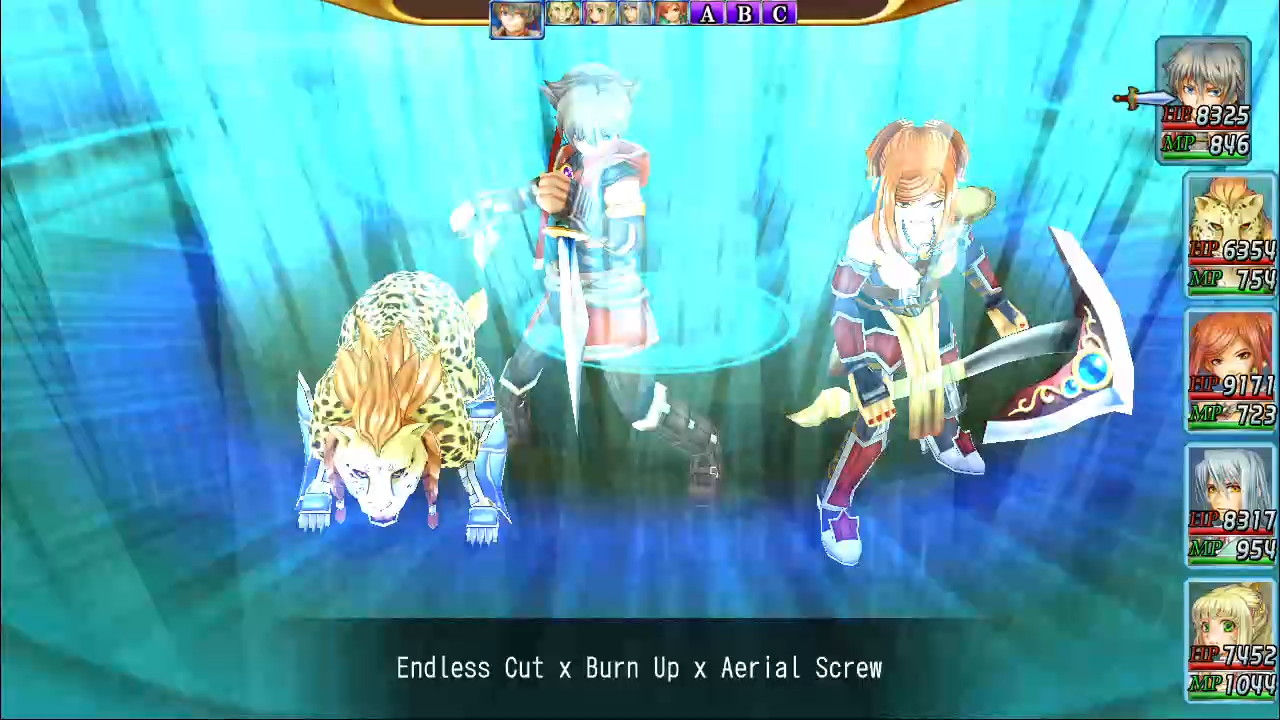 A B C
HP 8325
MP 846
HP 6354
MP 754
HP 9171
MP 723
HP 8317
MP 954
HP 7452
MP 1044
Endless Cut x Burn Up x Aerial Screw